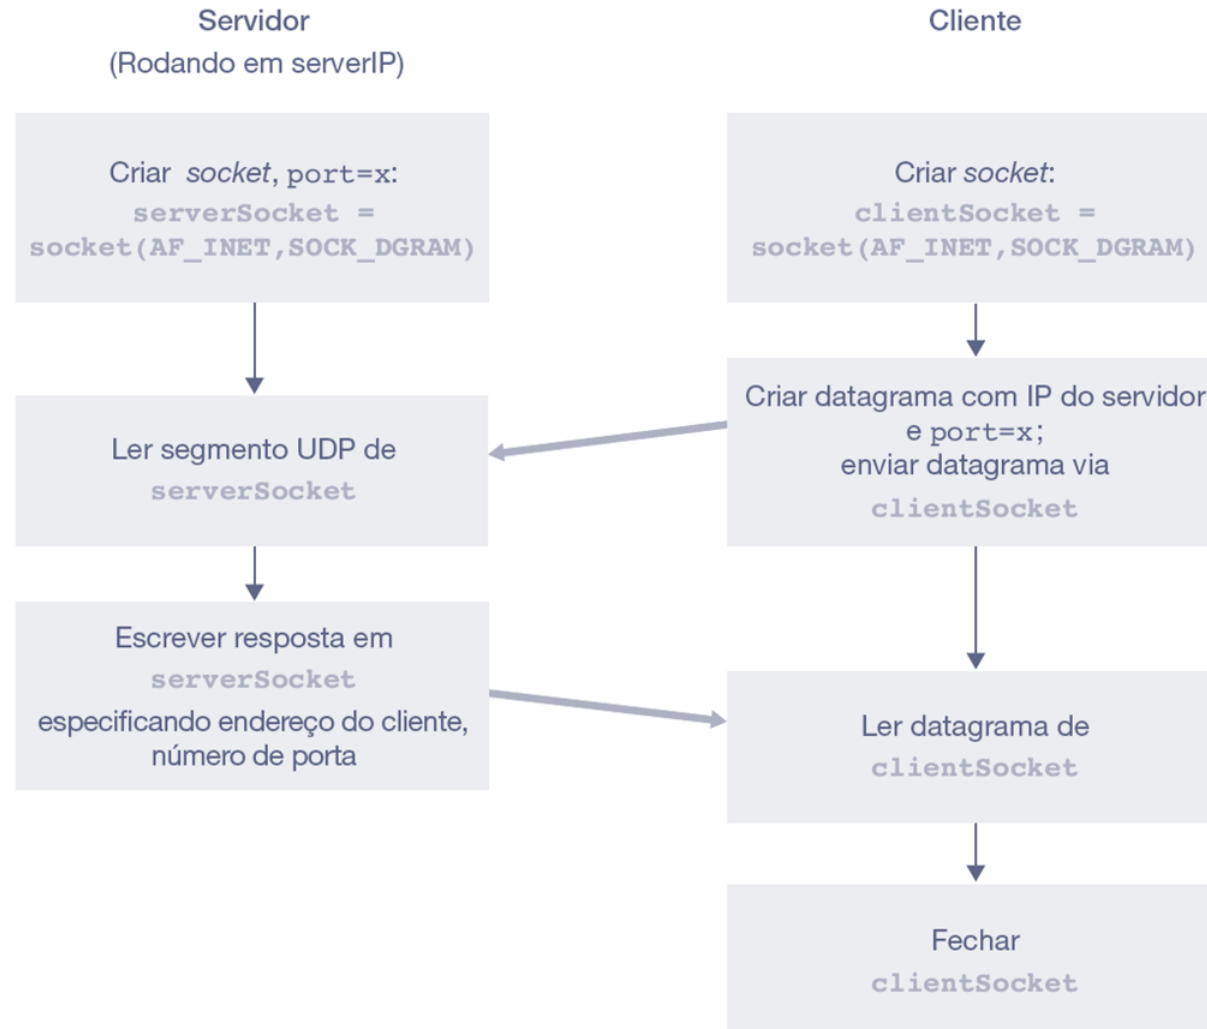 Servidor
(Rodando em serverIP)
Criar socket, port=x:
serverSocket =
socket(AF_INET,SOCK_DGRAM)
Ler segmento UDP de
serverSocket
Escrever resposta em
serverSocket
especificando endereço do cliente,
número de porta
Cliente
Criar socket:
clientSocket =
socket(AF_INET,SOCK_DGRAM)
Criar datagrama com IP do servidor
e port=x;
enviar datagrama via
clientSocket
Ler datagrama de
clientSocket
Fechar
clientSocket